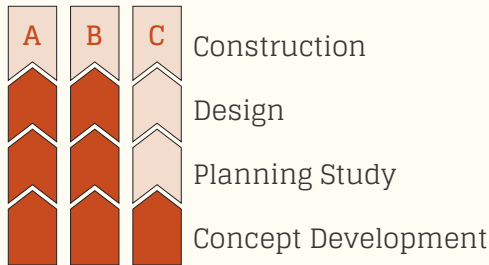 A B C Construction
Design
Planning Study
Concept Development